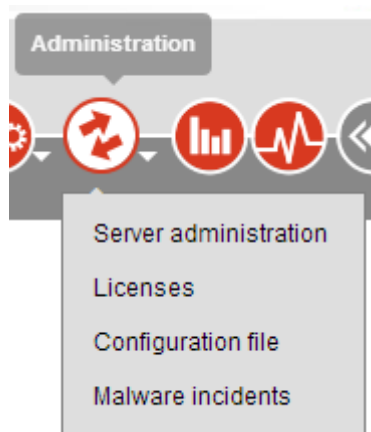 Administration
Server administration
Licenses
Configuration file
Malware incidents